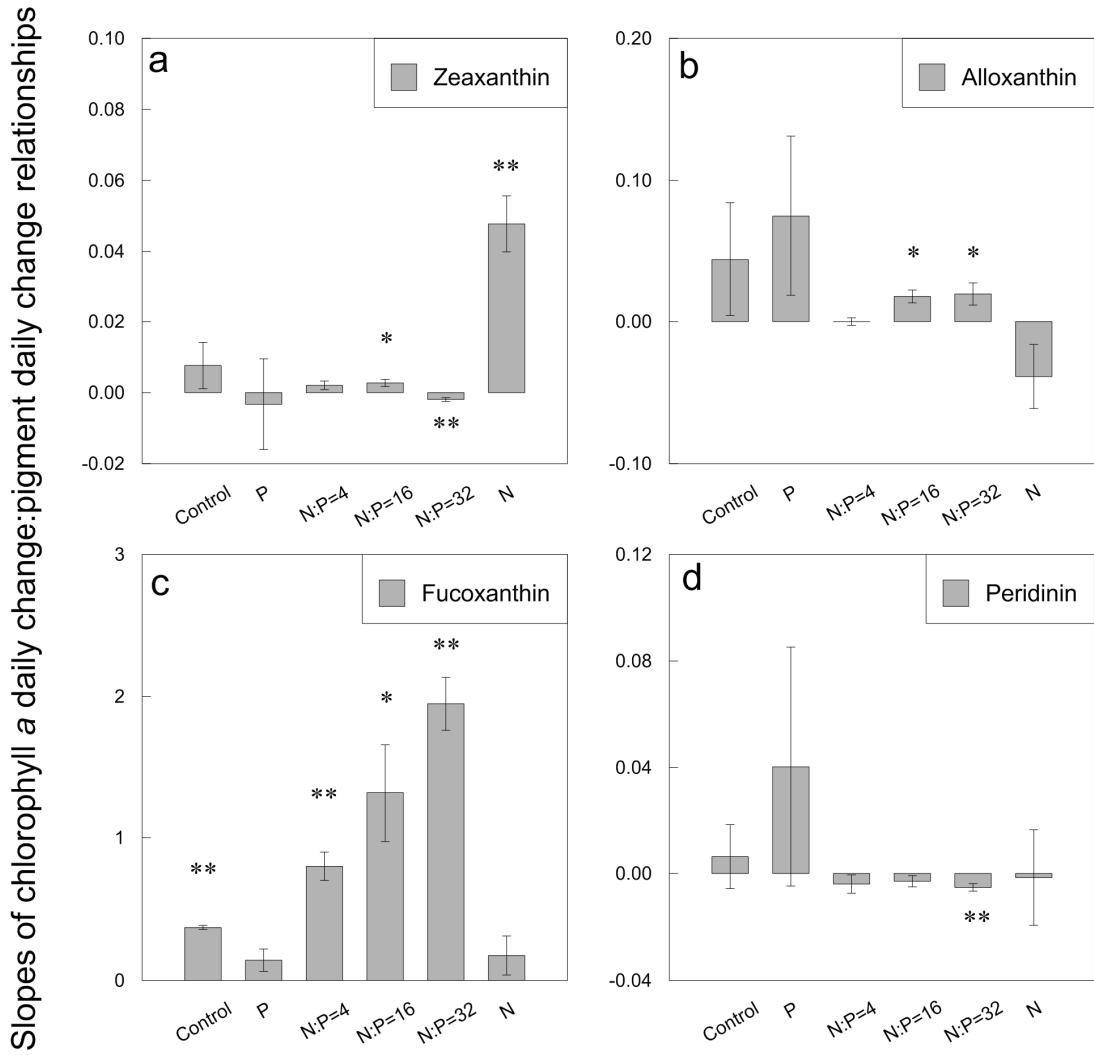 Slopes of chlorophyll a daily change:pigment daily change relationships
a
Zeaxanthin
0.10
0.08
0.06
0.04
0.02
0.00
-0.02
**
*
**
Control
P
N:P=4
N:P=16
N:P=32
N
b
Alloxanthin
0.20
0.10
0.00
-0.10
*
*
Control
P
N:P=4
N:P=16
N:P=32
N
c
Fucoxanthin
3
2
1
0
**
**
*
**
Control
P
N:P=4
N:P=16
N:P=32
N
d
Peridinin
0.12
0.08
0.04
0.00
-0.04
**
Control
P
N:P=4
N:P=16
N:P=32
N